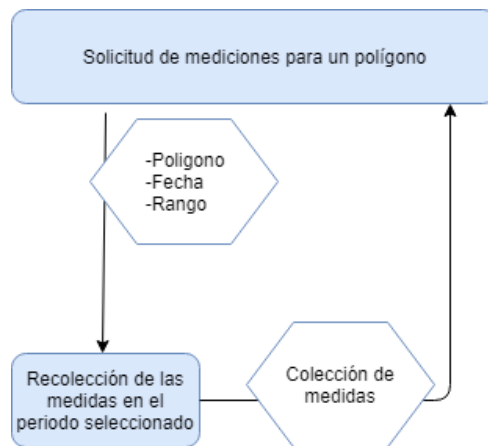 Solicitud de mediciones para un polígono
-Poligono
-Fecha
-Rango
Recolección de las
medidas en el
periodo seleccionado
Colección de
medidas